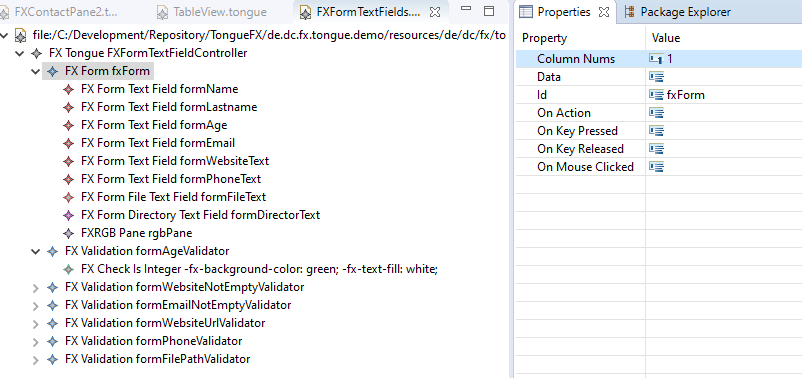 FXContactPane2.t...
TableView.tongue
FXFormTextFields....
file:/C:/Development/Repository/TongueFX/de.dc.fx.tongue.demo/resources/de/dc/fx/to
FX Tongue FXFormTextFieldController
FX Form fxForm
FX Form Text Field formName
FX Form Text Field formLastname
FX Form Text Field formAge
FX Form Text Field formEmail
FX Form Text Field formWebsiteText
FX Form Text Field formPhoneText
FX Form File Text Field formFileText
FX Form Directory Text Field formDirectorText
FXRGB Pane rgbPane
FX Validation formAgeValidator
FX Check Is Integer -fx-background-color: green; -fx-text-fill: white;
FX Validation formWebsiteNotEmptyValidator
FX Validation formEmailNotEmptyValidator
FX Validation formWebsiteUrlValidator
FX Validation formPhoneValidator
FX Validation formFilePathValidator
Properties
Package Explorer
Property Value
Column Nums 1
Data
Id fxForm
On Action
On Key Pressed
On Key Released
On Mouse Clicked